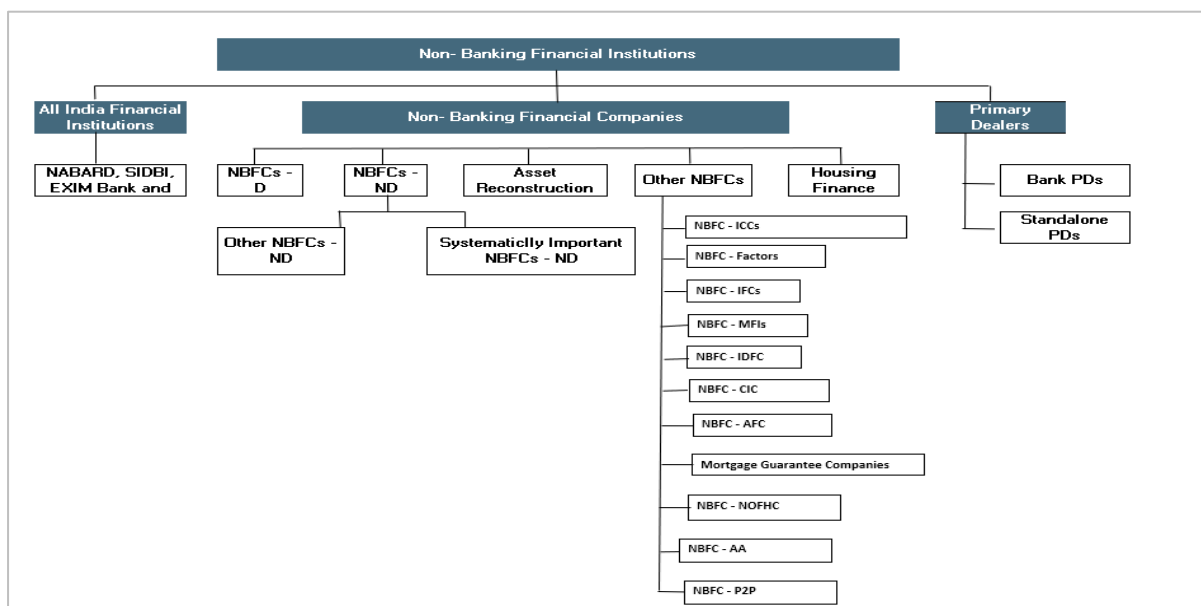 Non- Banking Financial Institutions
All India Financial
Institutions
Non- Banking Financial Companies
Primary
Dealers
NABARD, SIDBI,
EXIM Bank and
NBFCs -
D
NBFCs -
ND
Asset
Reconstruction
Other NBFCs
Housing
Finance
Bank PDs
Standalone
PDs
Other NBFCs -
ND
Systematiclly Important
NBFCs - ND
NBFC - ICCs
NBFC - Factors
NBFC - IFCs
NBFC - MFIs
NBFC - IDFC
NBFC - CIC
NBFC - AFC
Mortgage Guarantee Companies
NBFC - NOFHC
NBFC - AA
NBFC - P2P